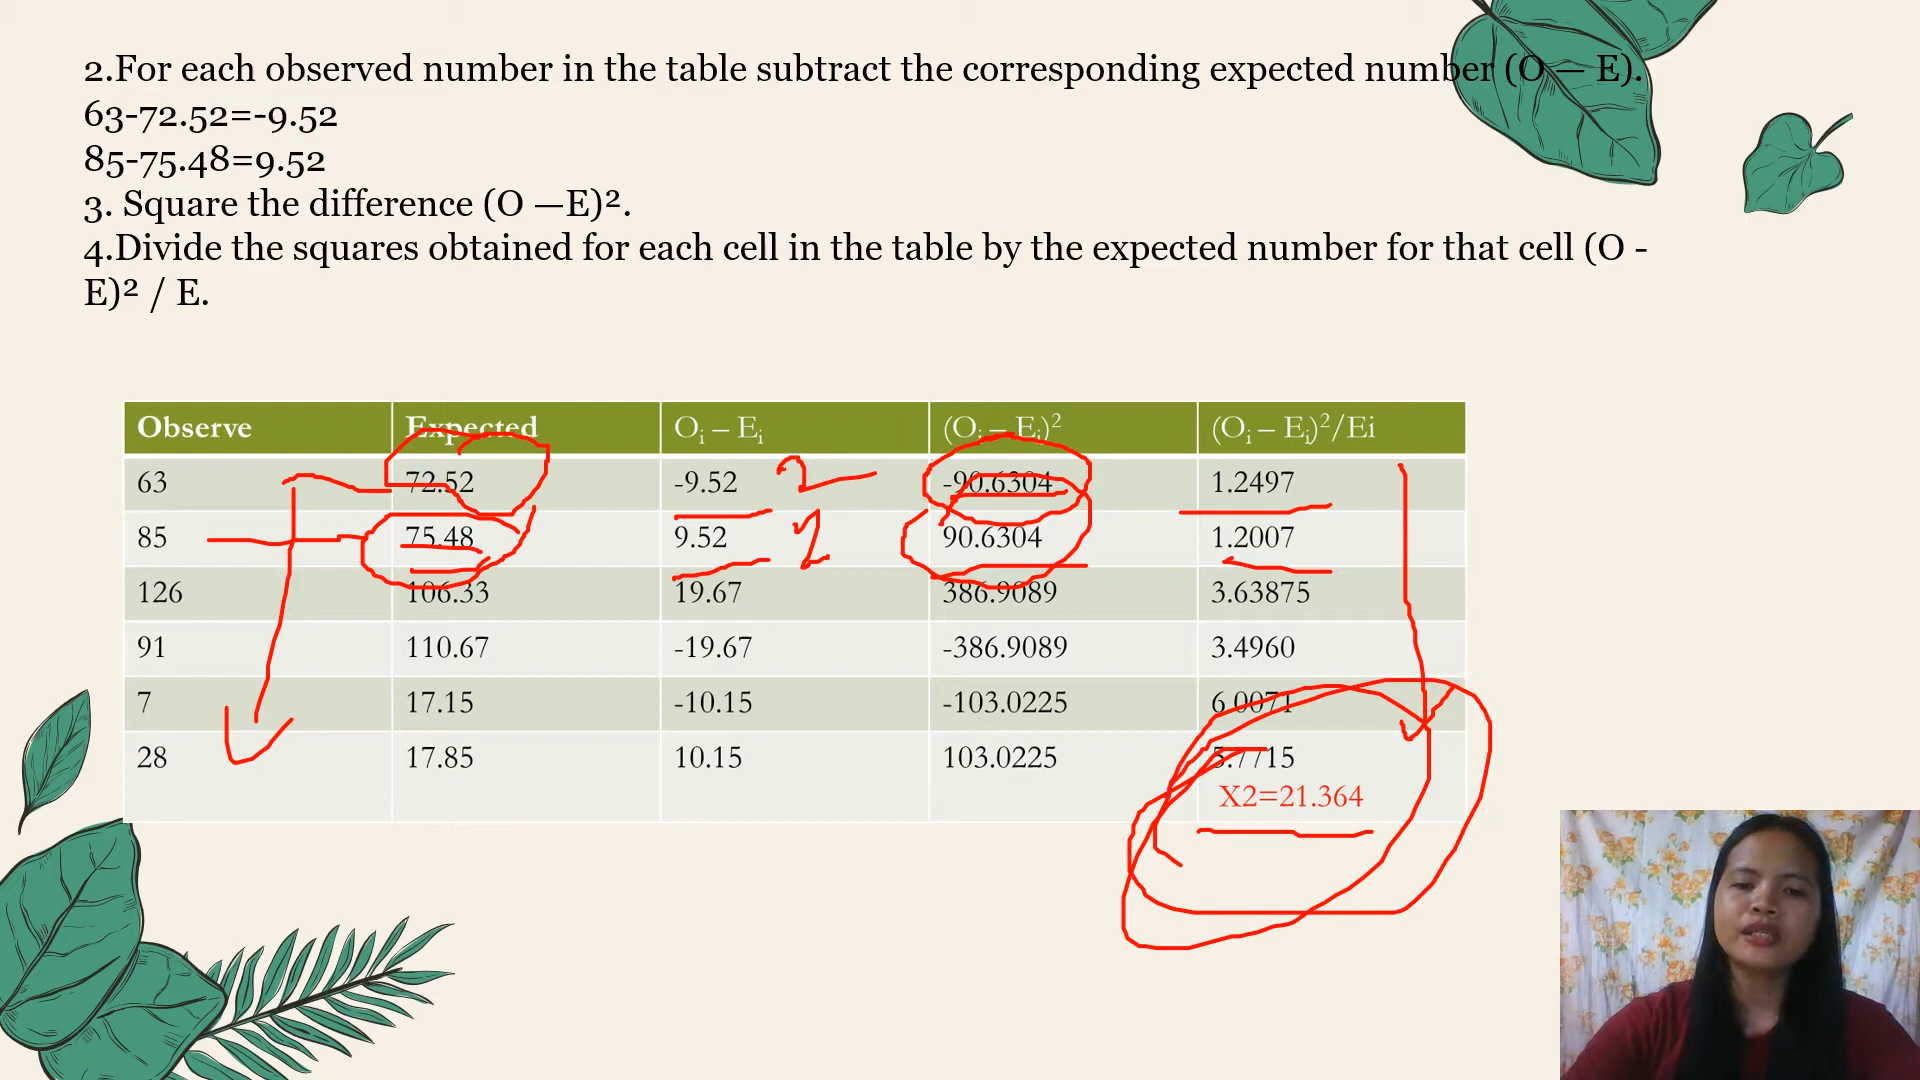 2.For each observed number in the table subtract the corresponding expected number (O — E).
63-72.52=-9.52
85-75.48=9.52
3. Square the difference (O —E)².
4.Divide the squares obtained for each cell in the table by the expected number for that cell (O -
E)² / E.
Observe Expected Oᵢ – Eᵢ (Oᵢ – Eᵢ)² (Oᵢ – Eᵢ)²/Ei
63 72.52 -9.52 2 -90.6304 1.2497
85 75.48 9.52 2 90.6304 1.2007
126 106.33 19.67 386.9089 3.63875
91 110.67 -19.67 -386.9089 3.4960
7 17.15 -10.15 -103.0225 6.0071
28 17.85 10.15 103.0225 5.7715
X2=21.364